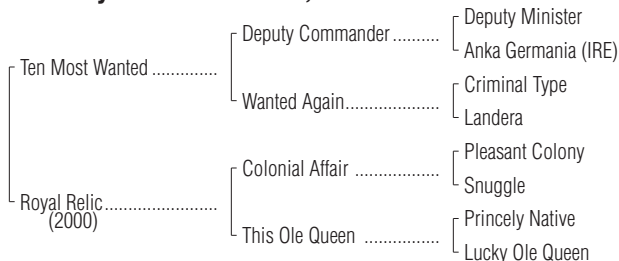 Deputy Minister
Deputy Commander ..........
Anka Germania (IRE)
Ten Most Wanted ..............
Criminal Type
Wanted Again....................
Landera
Pleasant Colony
Colonial Affair ..................
Snuggle
Royal Relic........................
(2000)
Princely Native
This Ole Queen ................
Lucky Ole Queen